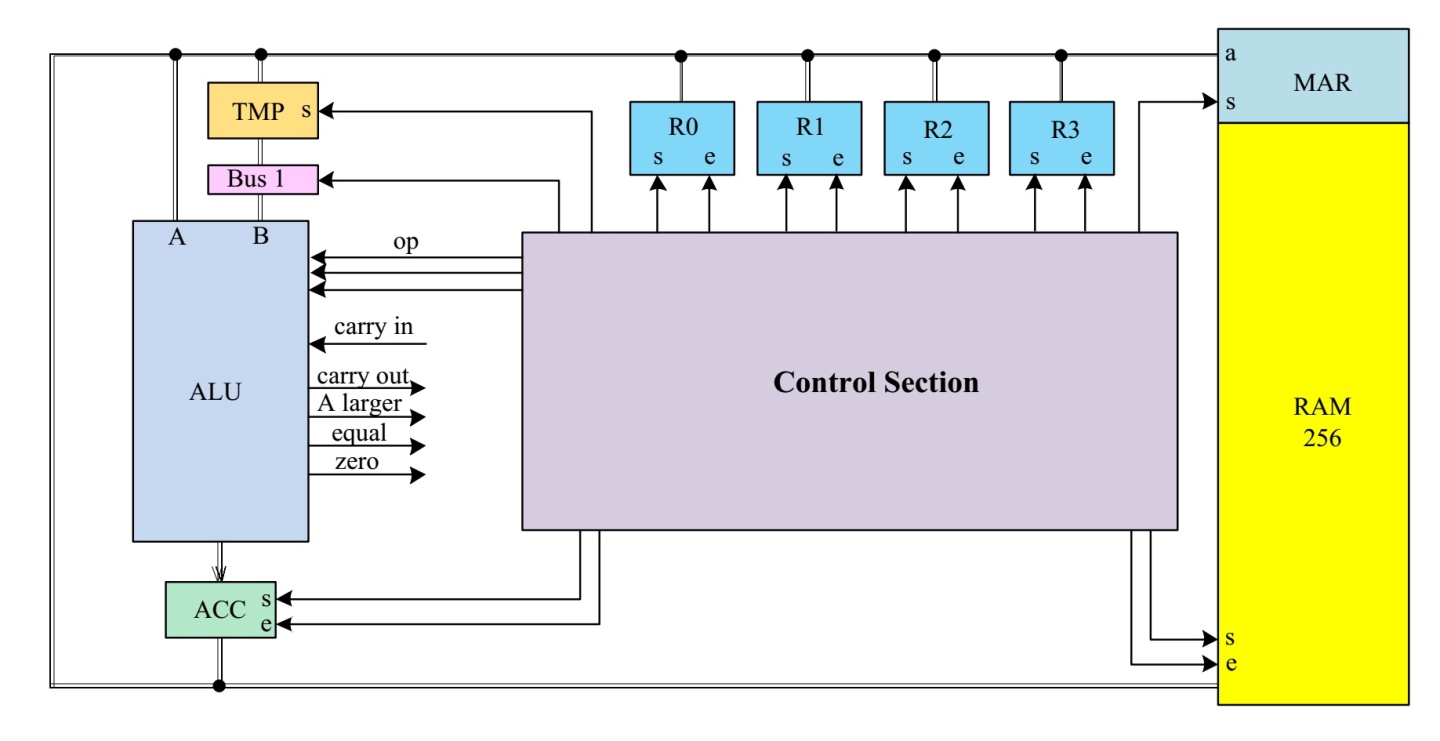 a
MAR
s
TMP s
R0
s e
R1
s e
R2
s e
R3
s e
Bus 1
A B
op
carry in
carry out
A larger
equal
zero
ALU
Control Section
RAM
256
ACC s
e
s
e